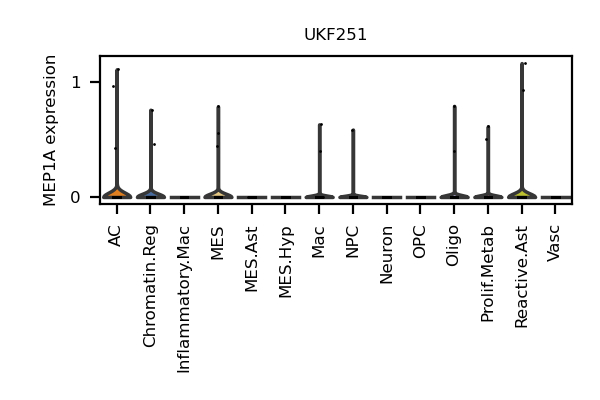 UKF251
MEP1A expression
1
0
AC
Chromatin.Reg
Inflammatory.Mac
MES
MES.Ast
MES.Hyp
Mac
NPC
Neuron
OPC
Oligo
Prolif.Metab
Reactive.Ast
Vasc